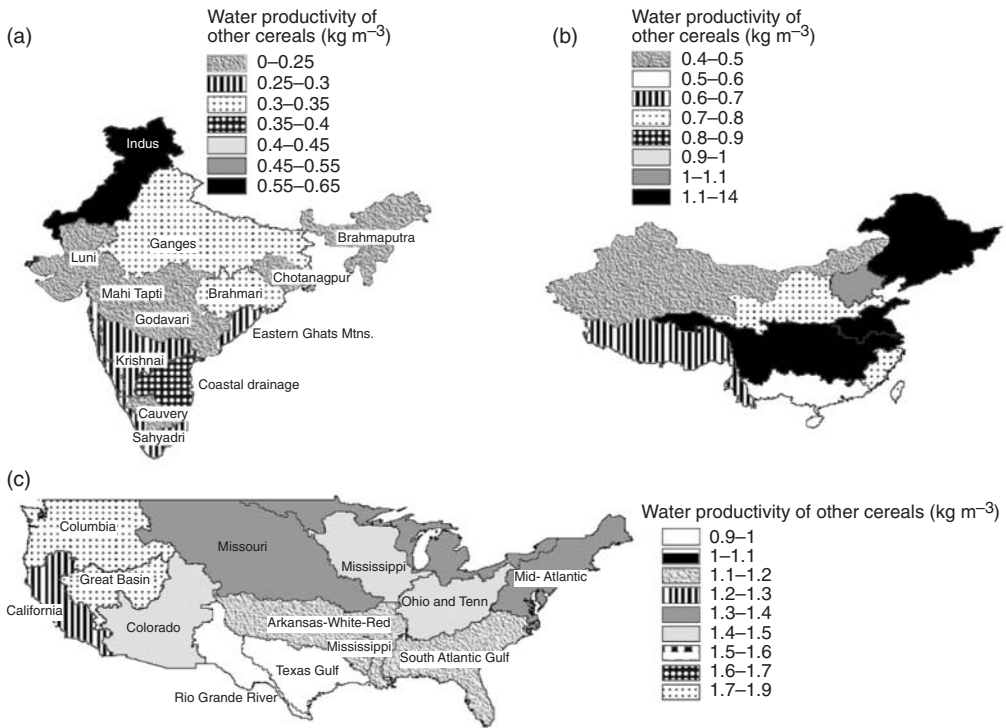 (a)
Water productivity of
other cereals (kg m–3)
0–0.25
0.25–0.3
0.3–0.35
0.35–0.4
0.4–0.45
0.45–0.55
0.55–0.65
Indus
Ganges
Brahmaputra
Luni
Chotanagpur
Mahi Tapti
Brahmari
Godavari
Eastern Ghats Mtns.
Krishnai
Coastal drainage
Cauvery
Sahyadri
(b)
Water productivity of
other cereals (kg m–3)
0.4–0.5
0.5–0.6
0.6–0.7
0.7–0.8
0.8–0.9
0.9–1
1–1.1
1.1–14
(c)
Columbia
Missouri
Great Basin
Mississippi
Mid- Atlantic
California
Ohio and Tenn
Colorado
Arkansas-White-Red
Mississippi
South Atlantic Gulf
Texas Gulf
Rio Grande River
Water productivity of other cereals (kg m–3)
0.9–1
1–1.1
1.1–1.2
1.2–1.3
1.3–1.4
1.4–1.5
1.5–1.6
1.6–1.7
1.7–1.9